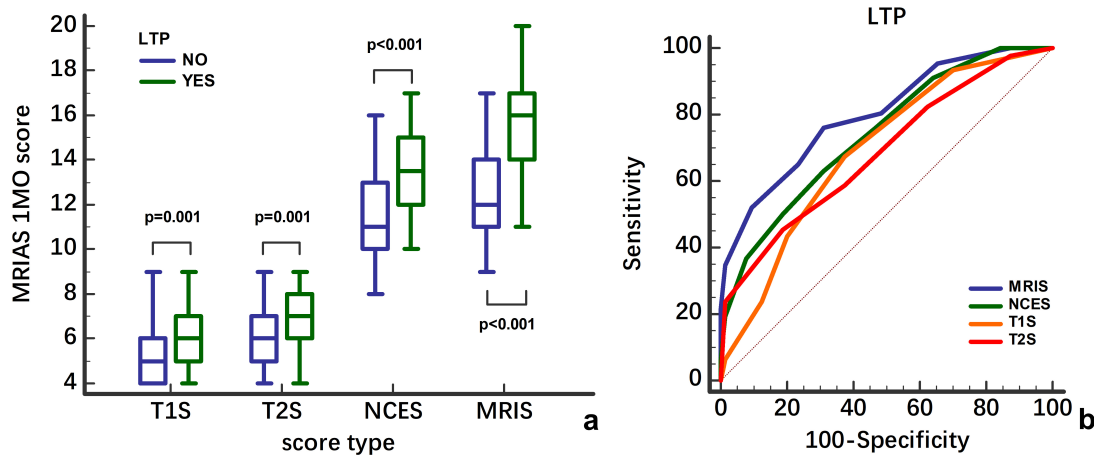 LTP
NO
YES
MRIAS 1MO score
20
18
16
14
12
10
8
6
4
p=0.001
p=0.001
p<0.001
p<0.001
T1S T2S NCES MRIS
score type
a
LTP
Sensitivity
100
80
60
40
20
0
MRIS
NCES
T1S
T2S
0 20 40 60 80 100
100-Specificity
b